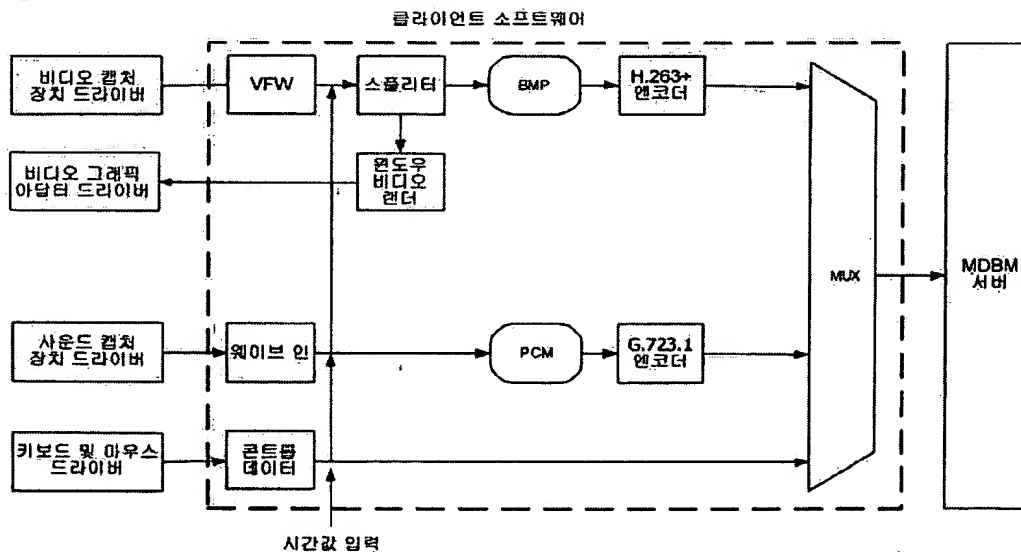 클라이언트 소프트웨어
비디오 캡처
장치 드라이버
VFW
스플리터
BMP
H.263+
엔코더
비디오 그래픽
아답터 드라이버
윈도우
비디오
랜더
MUX
MDBM
서버
사운드 캡처
장치 드라이버
웨이브 인
PCM
G.723.1
엔코더
키보드 및 마우스
드라이버
콘트롤
데이터
시간값 입력